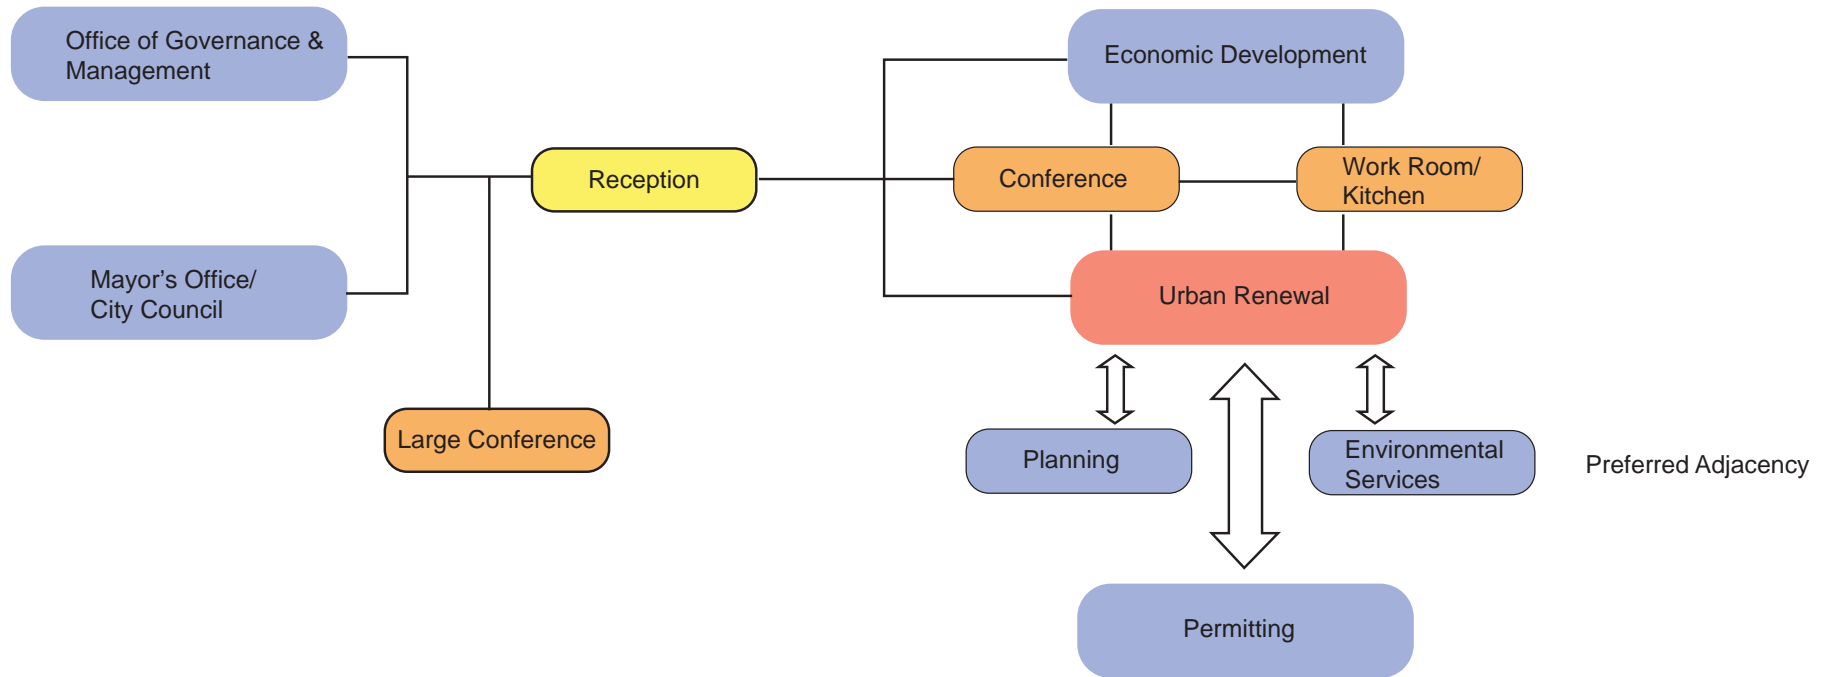 Office of Governance &
Management
Economic Development
Reception
Conference
Work Room/
Kitchen
Mayor’s Office/
City Council
Urban Renewal
Large Conference
Planning
Environmental
Services
Preferred Adjacency
Permitting